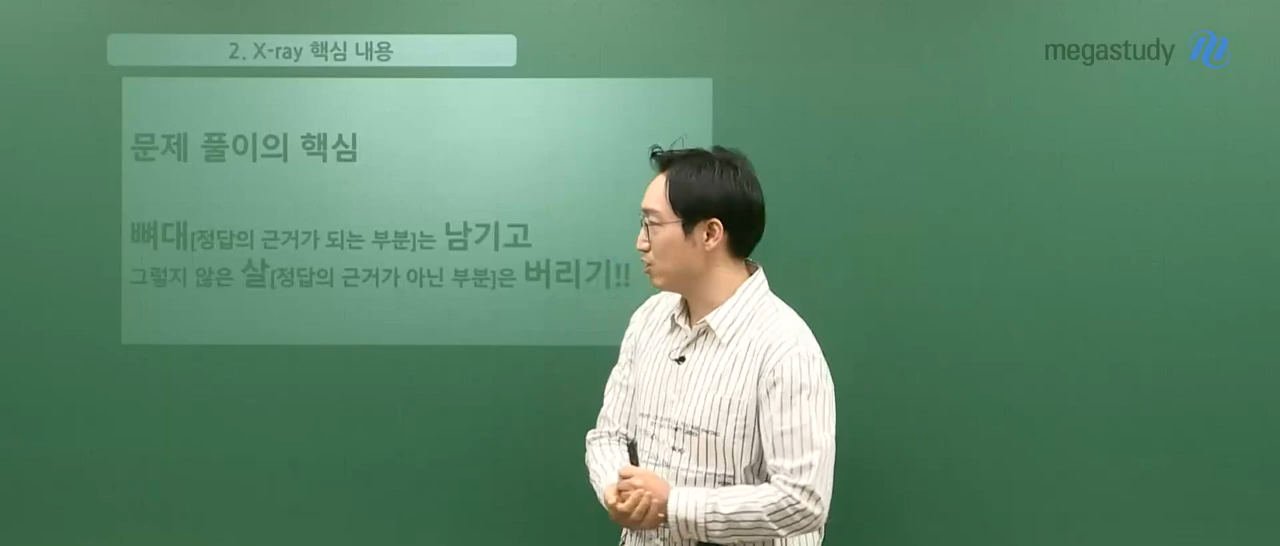 2. X-ray 핵심 내용
megastudy
문제 풀이의 핵심
뼈대[정답의 근거가 되는 부분]는 남기고
그렇지 않은 살[정답의 근거가 아닌 부분]은 버리기!!